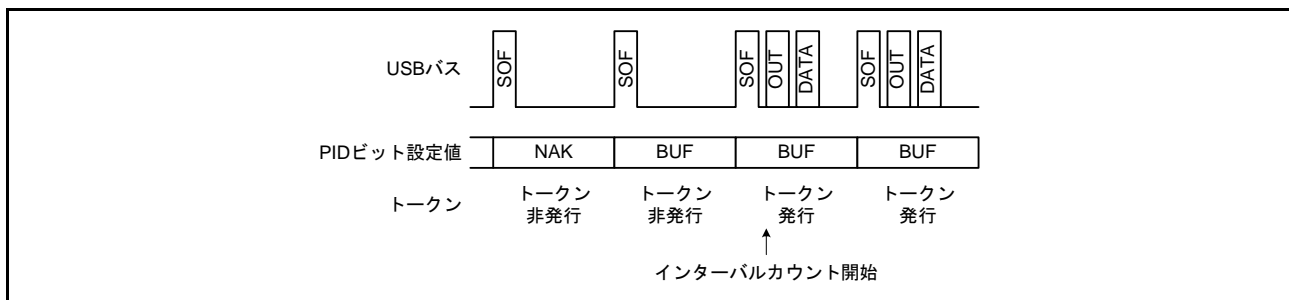 USBバス
SOF
SOF
SOF
OUT
DATA
SOF
OUT
DATA
PIDビット設定値
NAK
BUF
BUF
BUF
トークン
トークン
非発行
トークン
非発行
トークン
発行
トークン
発行
インターバルカウント開始